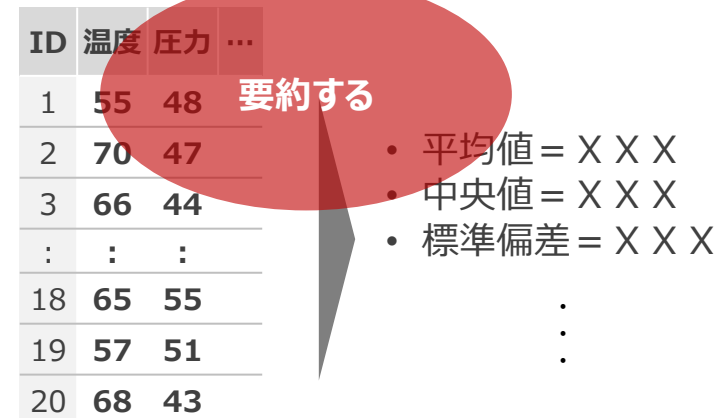 ID 温度 圧力 …
1 55 48
2 70 47
3 66 44
: : :
18 65 55
19 57 51
20 68 43
要約する
• 平均値＝ＸＸＸ
• 中央値＝ＸＸＸ
• 標準偏差＝ＸＸＸ
・
・
・